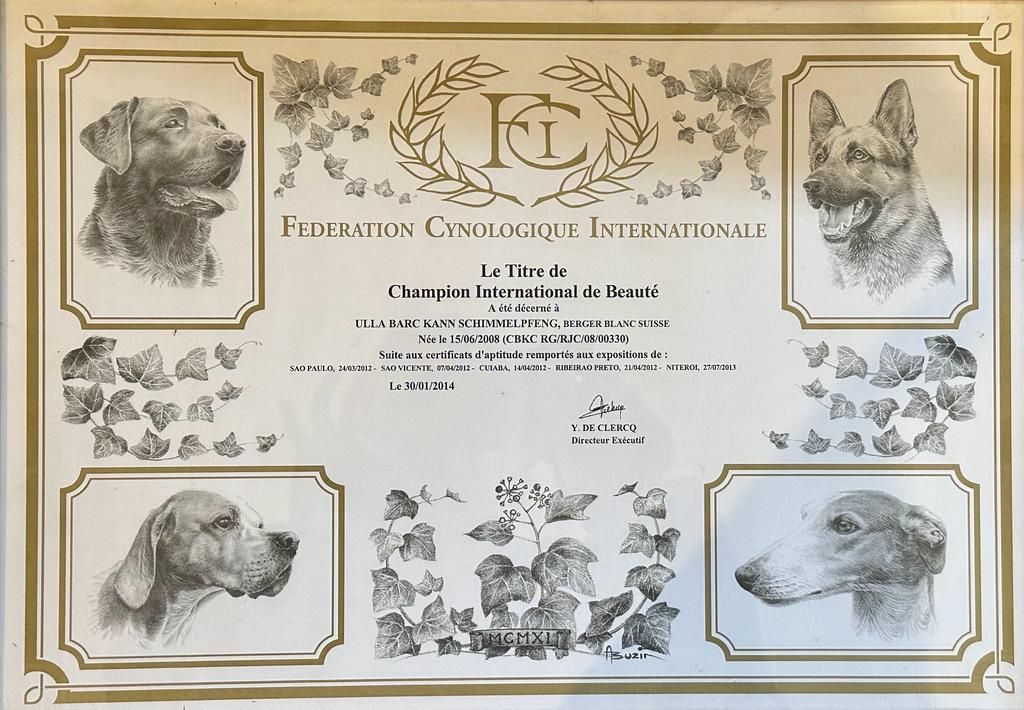 FCI
FEDERATION CYNOLOGIQUE INTERNATIONALE
Le Titre de
Champion International de Beauté
A été décerné à
ULLA BARC KANN SCHIMMELPFENG, BERGER BLANC SUISSE
Née le 15/06/2008 (CBKC RG/RJC/08/00330)
Suite aux certificats d'aptitude remportés aux expositions de :
SAO PAULO, 24/03/2012 - SAO VICENTE, 07/04/2012 - CUIABA, 14/04/2012 - RIBEIRAO PRETO, 21/04/2012 - NITEROI, 27/07/2013
Le 30/01/2014
Y. DE CLERCQ
Directeur Exécutif
MCMXI